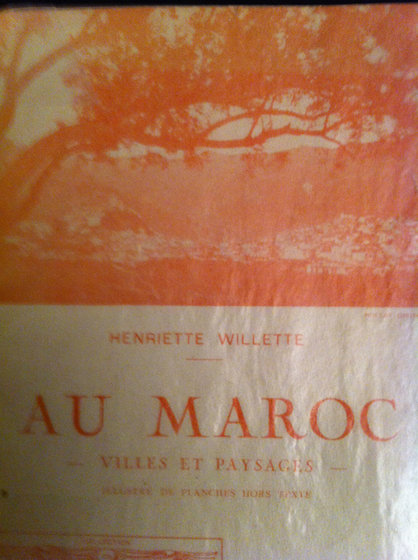 HENRIETTE WILLETTE
AU MAROC
— VILLES ET PAYSAGES —
ILLUSTRÉ DE PLANCHES HORS TEXTE